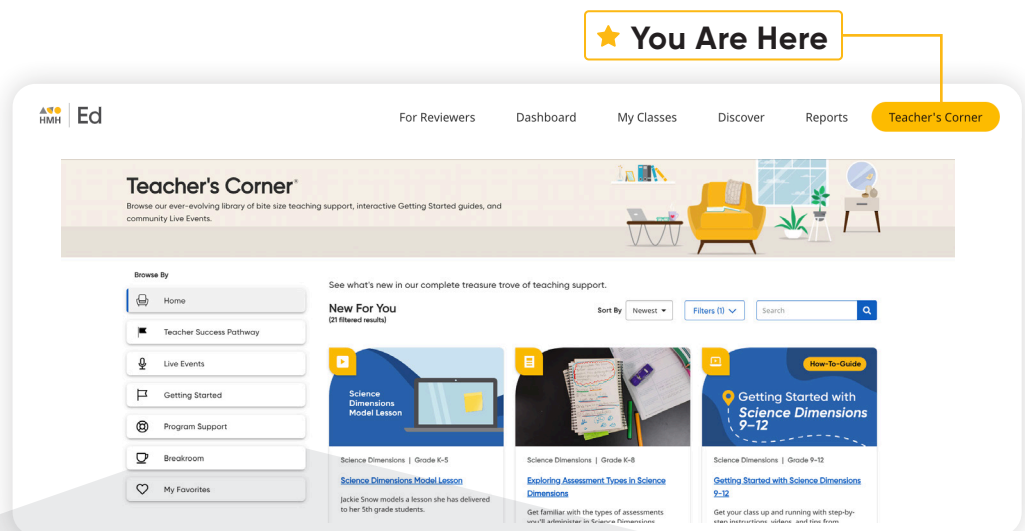 You Are Here
HMH Ed
For Reviewers Dashboard My Classes Discover Reports Teacher's Corner
Teacher's Corner®
Browse our ever-evolving library of bite size teaching support, interactive Getting Started guides, and
community Live Events.
Browse By
Home
Teacher Success Pathway
Live Events
Getting Started
Program Support
Breakroom
My Favorites
See what's new in our complete treasure trove of teaching support.
New For You
(21 filtered results)
Sort By Newest Filters (1) Search
Science
Dimensions
Model Lesson
Science Dimensions | Grade K-5
Science Dimensions Model Lesson
Jackie Snow models a lesson she has delivered
to her 5th grade students.
Science Dimensions | Grade K-8
Exploring Assessment Types in Science
Dimensions
Get familiar with the types of assessments
you'll administer in Science Dimensions
How-To-Guide
Getting Started with
Science Dimensions
9–12
Science Dimensions | Grade 9-12
Getting Started with Science Dimensions
9-12
Get your class up and running with step-by-
step instructions, videos, and tips from